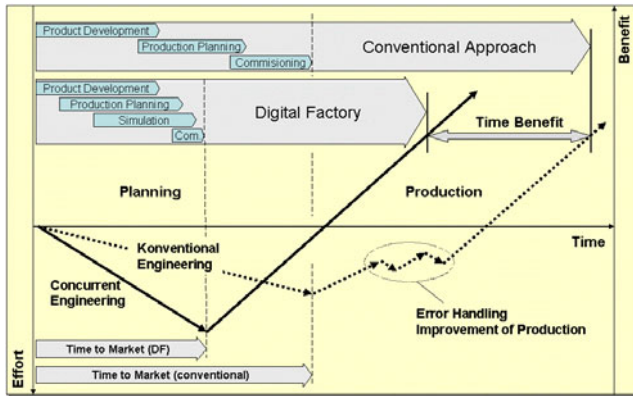 Product Development
Production Planning
Commisioning
Conventional Approach
Benefit
Product Development
Production Planning
Simulation
Com.
Digital Factory
Time Benefit
Planning
Production
Time
Konventional
Engineering
Concurrent
Engineering
Error Handling
Improvement of Production
Time to Market (DF)
Time to Market (conventional)
Effort